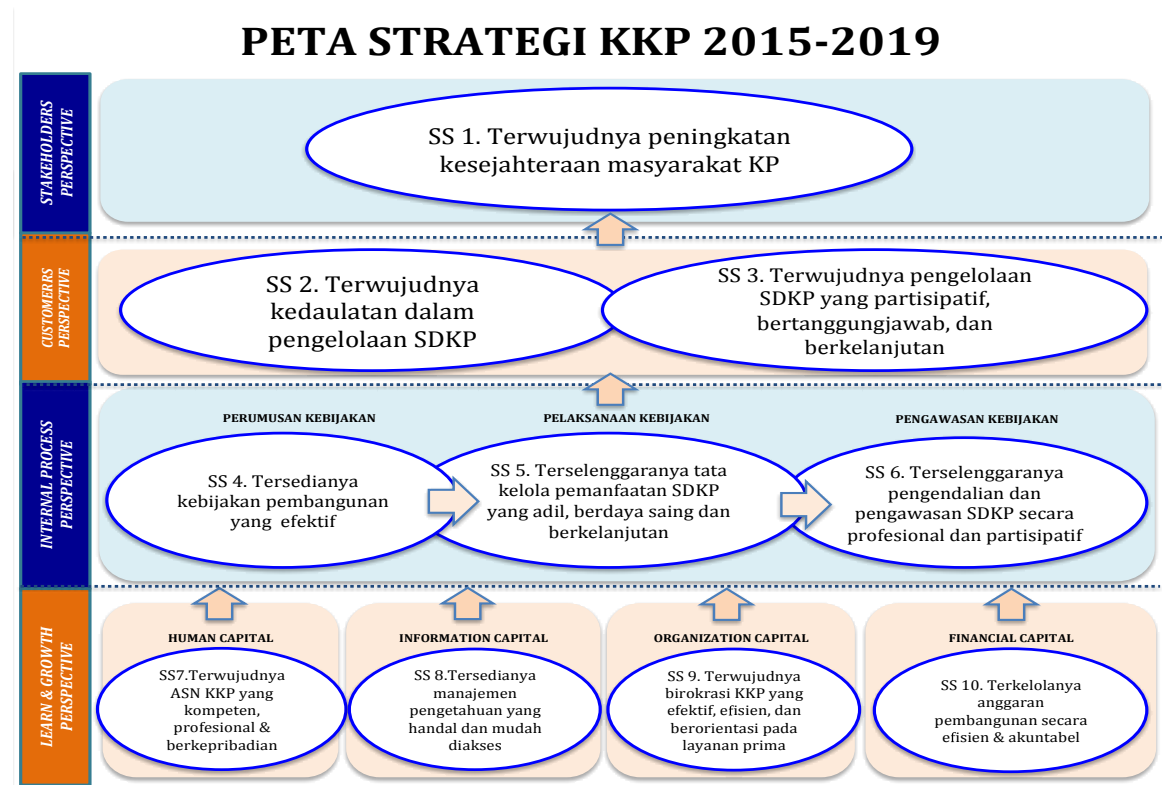 PETA STRATEGI KKP 2015-2019
STAKEHOLDERS
PERSPECTIVE
SS 1. Terwujudnya peningkatan
kesejahteraan masyarakat KP
CUSTOMERRS
PERSPECTIVE
SS 2. Terwujudnya
kedaulatan dalam
pengelolaan SDKP
SS 3. Terwujudnya pengelolaan
SDKP yang partisipatif,
bertanggungjawab, dan
berkelanjutan
INTERNAL PROCESS
PERSPECTIVE
PERUMUSAN KEBIJAKAN
SS 4. Tersedianya
kebijakan pembangunan
yang efektif
PELAKSANAAN KEBIJAKAN
SS 5. Terselenggaranya tata
kelola pemanfaatan SDKP
yang adil, berdaya saing dan
berkelanjutan
PENGAWASAN KEBIJAKAN
SS 6. Terselenggaranya
pengendalian dan
pengawasan SDKP secara
profesional dan partisipatif
LEARN & GROWTH
PERSPECTIVE
HUMAN CAPITAL
SS7.Terwujudnya
ASN KKP yang
kompeten,
profesional &
berkepribadian
INFORMATION CAPITAL
SS 8.Tersedianya
manajemen
pengetahuan yang
handal dan mudah
diakses
ORGANIZATION CAPITAL
SS 9. Terwujudnya
birokrasi KKP yang
efektif, efisien, dan
berorientasi pada
layanan prima
FINANCIAL CAPITAL
SS 10. Terkelolanya
anggaran
pembangunan secara
efisien & akuntabel